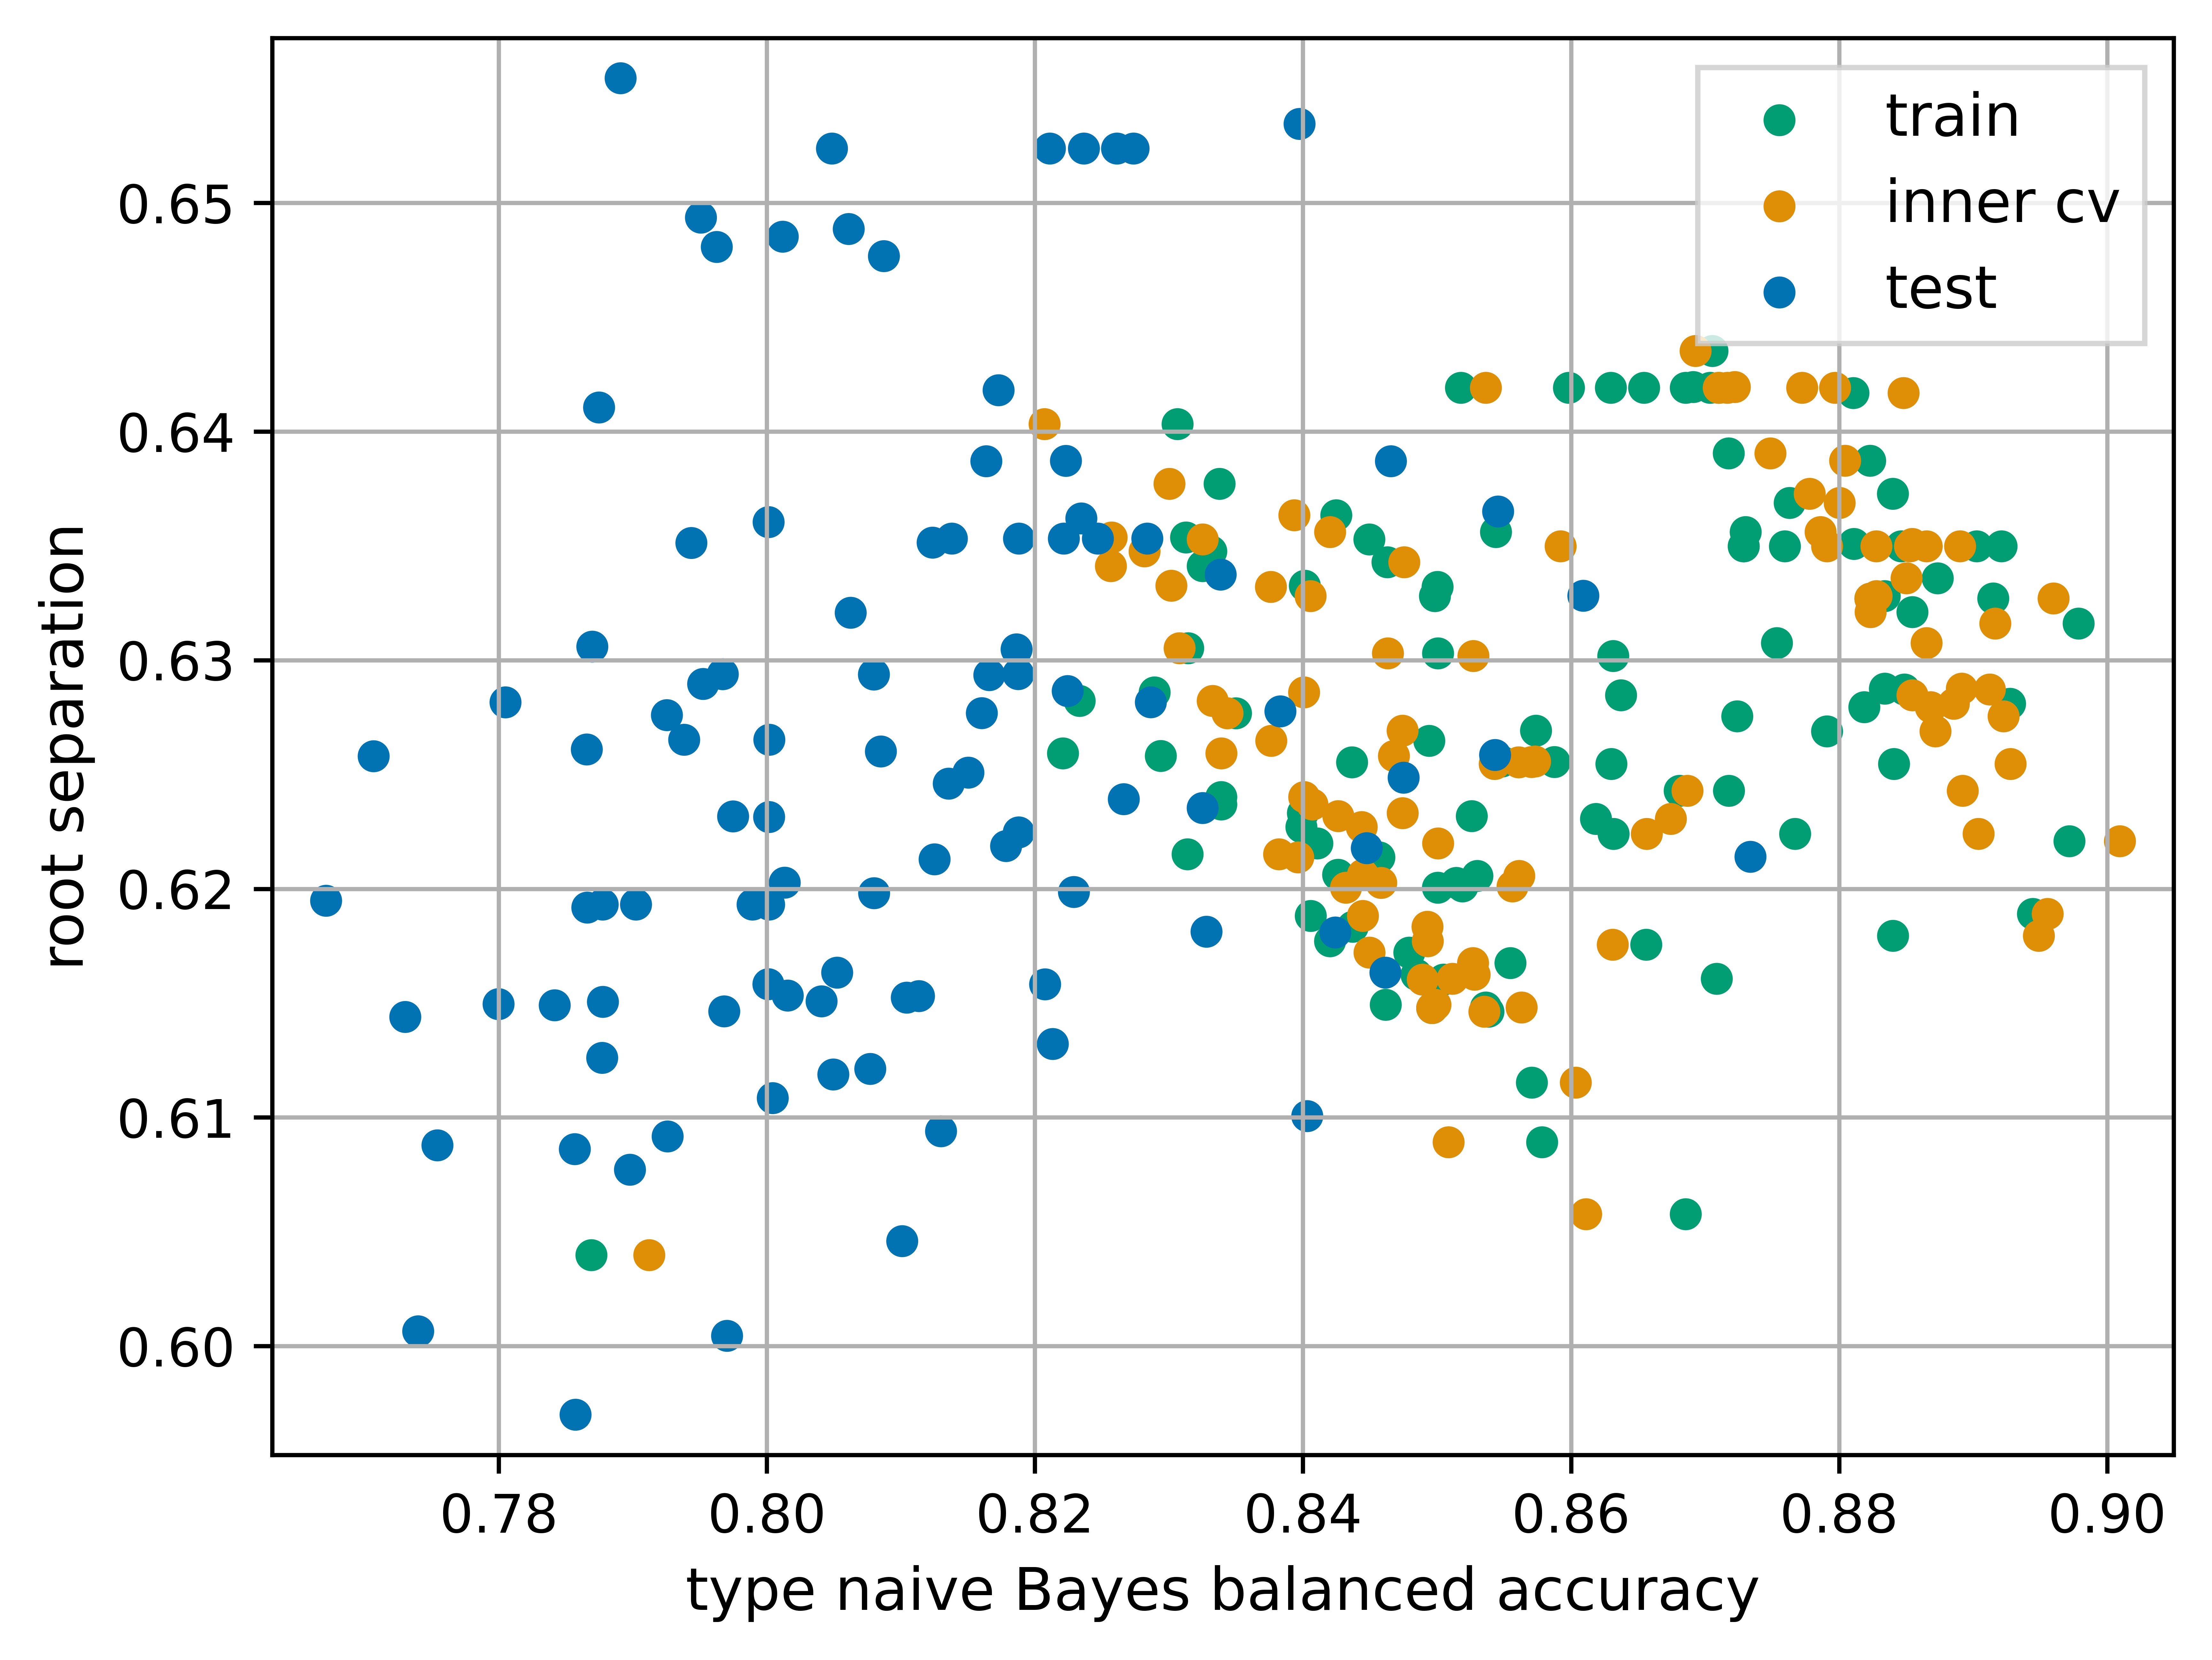 train
inner cv
test
0.65
0.64
0.63
0.62
0.61
0.60
root separation
0.78 0.80 0.82 0.84 0.86 0.88 0.90
type naive Bayes balanced accuracy